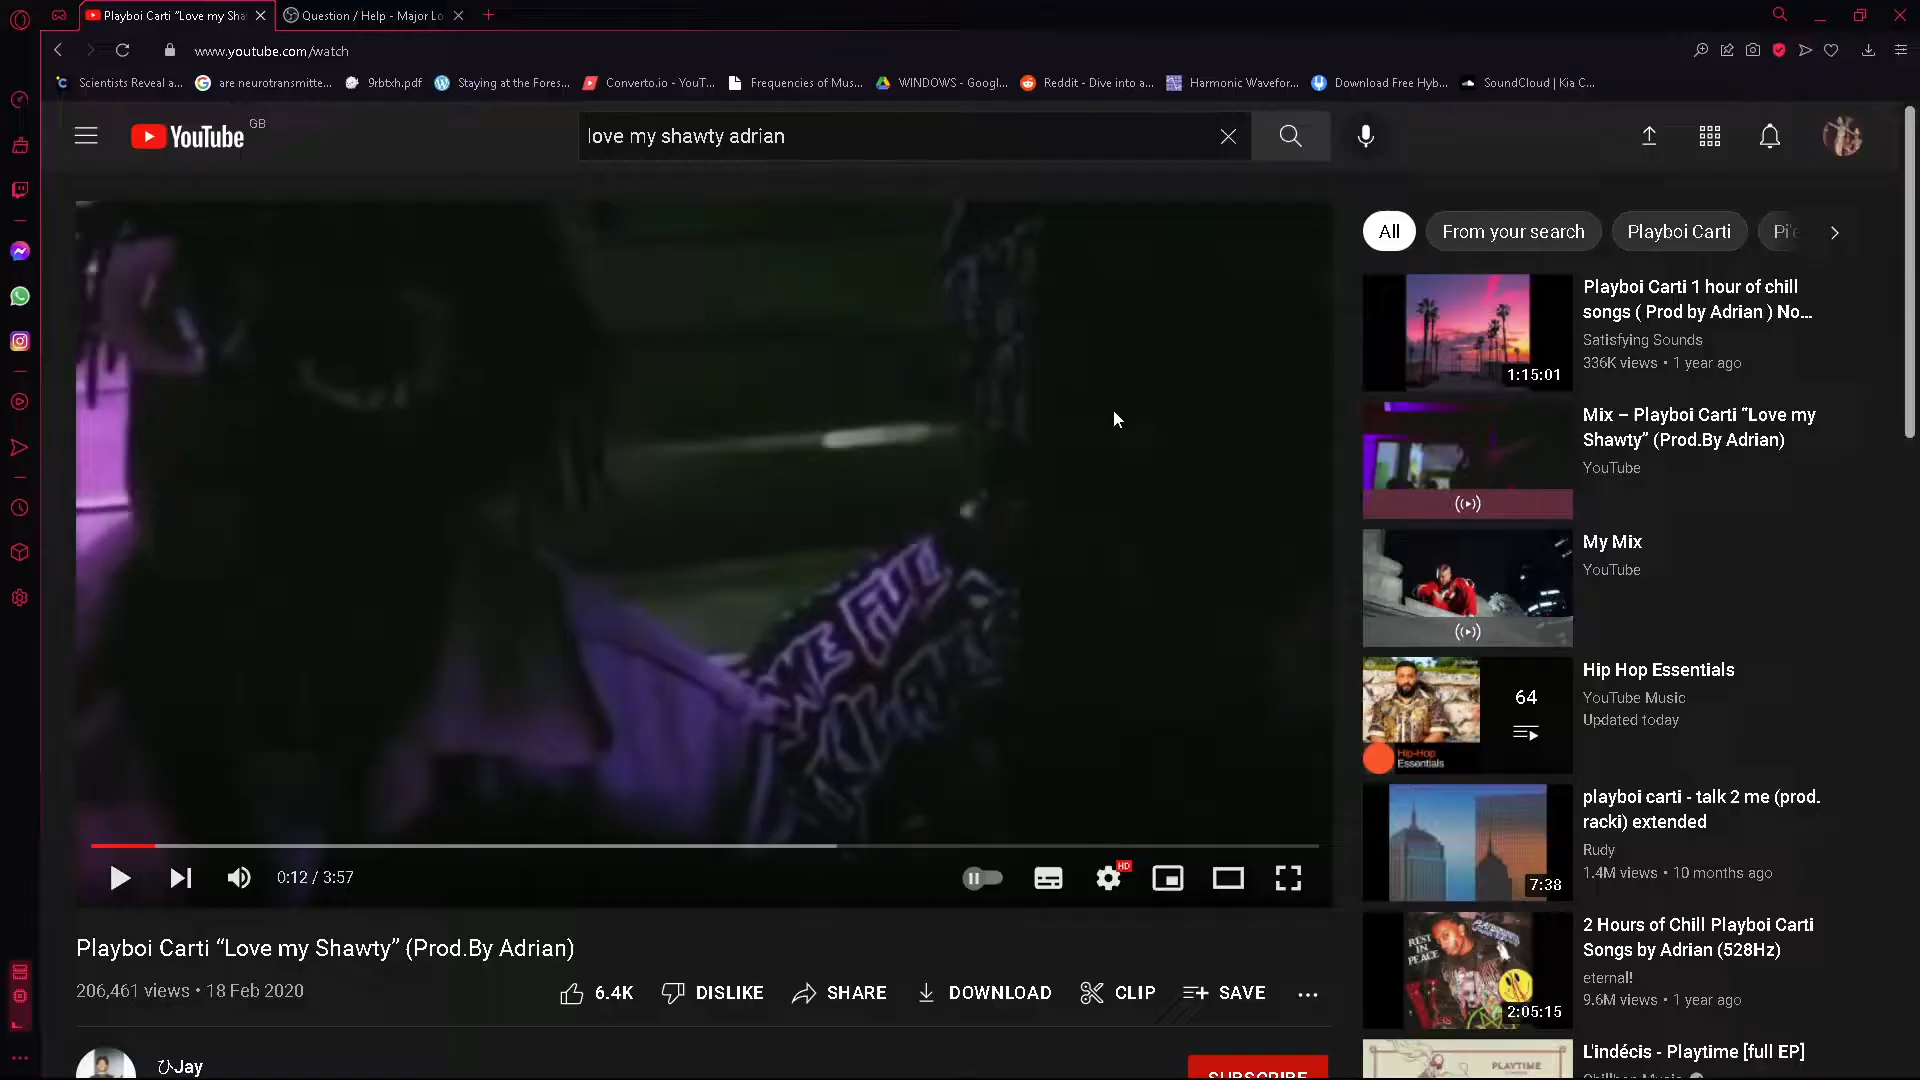 Playboi Carti “Love my Sha
Question / Help - Major Lo
www.youtube.com/watch
Scientists Reveal a...
are neurotransmitte...
9rbtxh.pdf
Staying at the Fores...
Converto.io - YouT...
Frequencies of Mus...
WINDOWS - Googl...
Reddit - Dive into a...
Harmonic Wavefor...
Download Free Hyb...
SoundCloud | Kia C...
YouTube
GB
love my shawty adrian
All
From your search
Playboi Carti
Playboi Carti 1 hour of chill
songs ( Prod by Adrian ) No...
Satisfying Sounds
336K views • 1 year ago
1:15:01
Mix – Playboi Carti “Love my
Shawty” (Prod.By Adrian)
YouTube
My Mix
YouTube
Hip Hop Essentials
YouTube Music
Updated today
64
Hip-Hop
Essentials
playboi carti - talk 2 me (prod.
racki) extended
Rudy
1.4M views • 10 months ago
7:38
2 Hours of Chill Playboi Carti
Songs by Adrian (528Hz)
eternal!
9.6M views • 1 year ago
REST
IN
PEACE
2:05:15
L'indécis - Playtime [full EP]
PLAYTIME
0:12 / 3:57
HD
Playboi Carti “Love my Shawty” (Prod.By Adrian)
206,461 views • 18 Feb 2020
6.4K
DISLIKE
SHARE
DOWNLOAD
CLIP
SAVE
ひJay
SUBSCRIBE